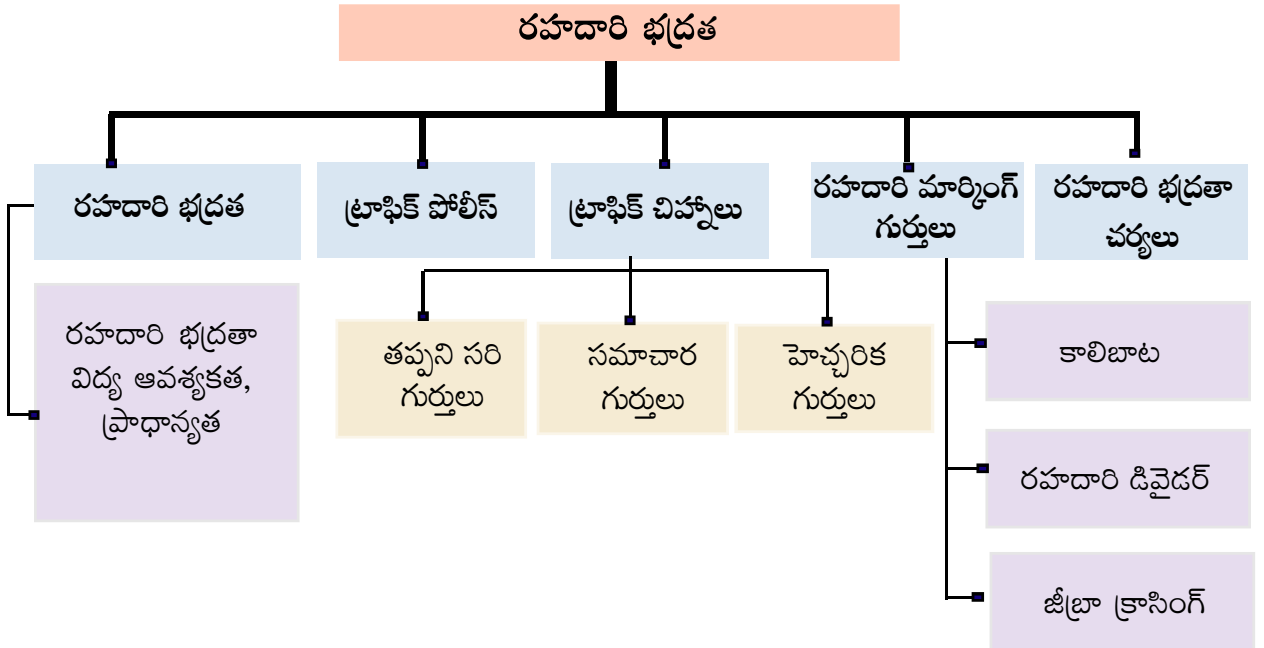 రహదారి భద్రత
రహదారి భద్రత
ట్రాఫిక్ పోలీస్
ట్రాఫిక్ చిహ్నాలు
రహదారి మార్కింగ్
గుర్తులు
రహదారి భద్రతా
చర్యలు
రహదారి భద్రతా
విద్య ఆవశ్యకత,
ప్రాధాన్యత
తప్పని సరి
గుర్తులు
సమాచార
గుర్తులు
హెచ్చరిక
గుర్తులు
కాలిబాట
రహదారి డివైడర్
జీబ్రా క్రాసింగ్